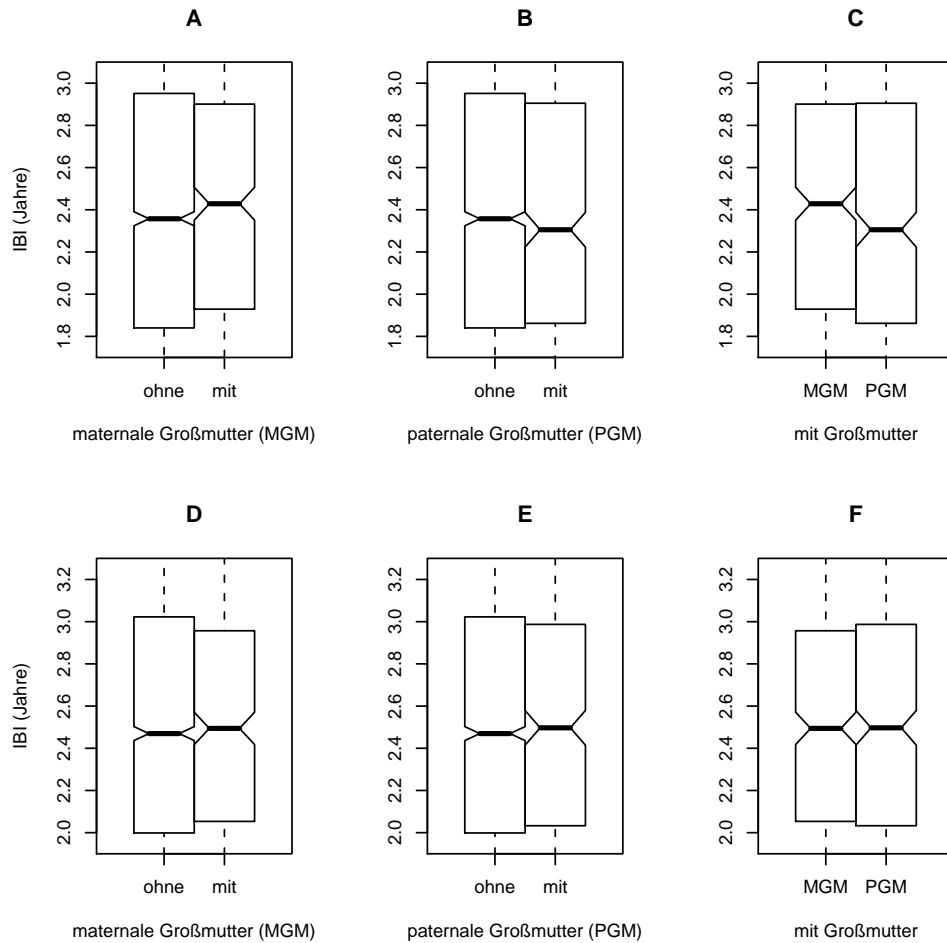 A
B
C
IBI (Jahre)
3.0
2.8
2.6
2.4
2.2
2.0
1.8
3.0
2.8
2.6
2.4
2.2
2.0
1.8
3.0
2.8
2.6
2.4
2.2
2.0
1.8
ohne mit
ohne mit
MGM PGM
maternale Großmutter (MGM)
paternale Großmutter (PGM)
mit Großmutter
D
E
F
IBI (Jahre)
3.2
3.0
2.8
2.6
2.4
2.2
2.0
3.2
3.0
2.8
2.6
2.4
2.2
2.0
3.2
3.0
2.8
2.6
2.4
2.2
2.0
ohne mit
ohne mit
MGM PGM
maternale Großmutter (MGM)
paternale Großmutter (PGM)
mit Großmutter